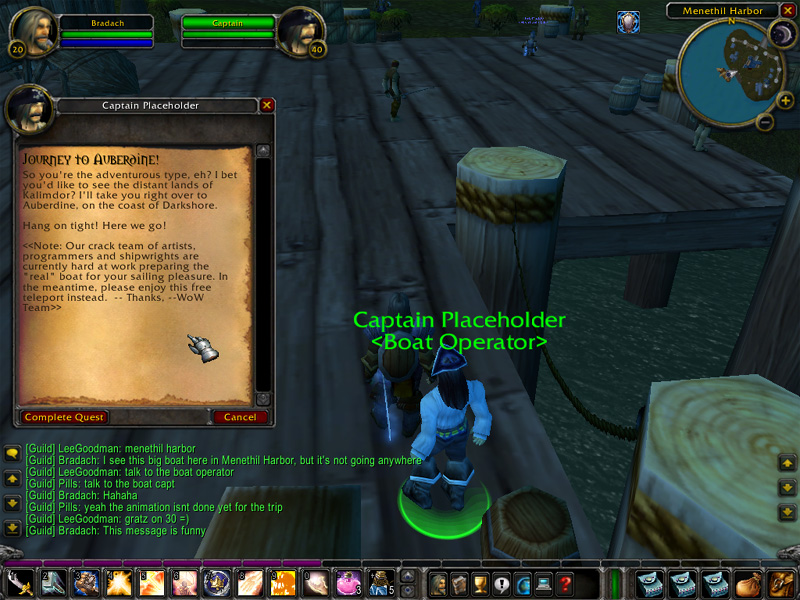 Bradach
20
Captain
40
Menethil Harbor
N
Captain Placeholder
Journey to Auberdine!
So you're the adventurous type, eh? I bet
you'd like to see the distant lands of
Kalimdor? I'll take you right over to
Auberdine, on the coast of Darkshore.
Hang on tight! Here we go!
<<Note: Our crack team of artists,
programmers and shipwrights are
currently hard at work preparing the
"real" boat for your sailing pleasure. In
the meantime, please enjoy this free
teleport instead.  -- Thanks, --WoW
Team>>
Complete Quest
Cancel
Captain Placeholder
<Boat Operator>
[Guild] LeeGoodman: menethil harbor
[Guild] Bradach: I see this big boat here in Menethil Harbor, but it's not going anywhere
[Guild] LeeGoodman: talk to the boat operator
[Guild] Pills: talk to the boat capt
[Guild] Bradach: Hahaha
[Guild] Pills: yeah the animation isnt done yet for the trip
[Guild] LeeGoodman: gratz on 30 =)
[Guild] Bradach: This message is funny